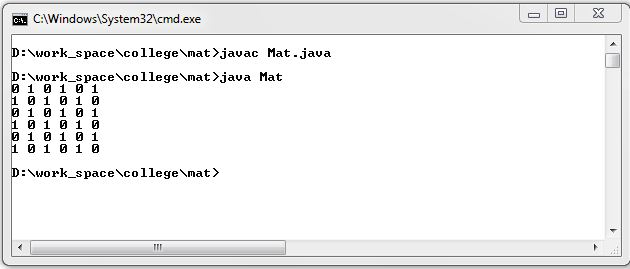 C:\Windows\System32\cmd.exe
D:\work_space\college\mat>javac Mat.java
D:\work_space\college\mat>java Mat
0 1 0 1 0 1
1 0 1 0 1 0
0 1 0 1 0 1
1 0 1 0 1 0
0 1 0 1 0 1
1 0 1 0 1 0
D:\work_space\college\mat>